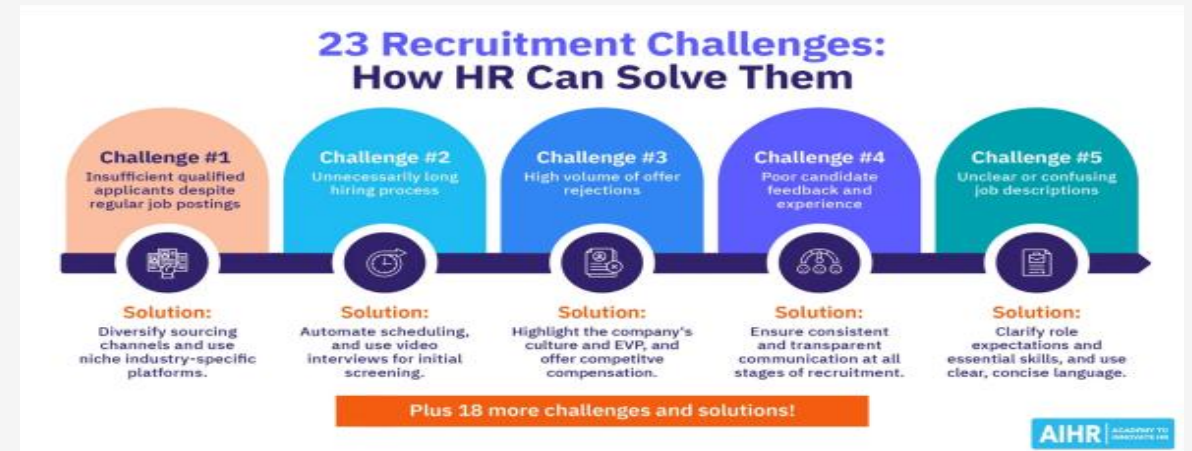 23 Recruitment Challenges:
How HR Can Solve Them
Challenge #1
Insufficient qualified
applicants despite
regular job postings
Challenge #2
Unnecessarily long
hiring process
Challenge #3
High volume of offer
rejections
Challenge #4
Poor candidate
feedback and
experience
Challenge #5
Unclear or confusing
job descriptions
Solution:
Diversify sourcing
channels and use
niche industry-specific
platforms.
Solution:
Automate scheduling,
and use video
interviews for initial
screening.
Solution:
Highlight the company's
culture and EVP, and
offer competitve
compensation.
Solution:
Ensure consistent
and transparent
communication at all
stages of recruitment.
Solution:
Clarify role
expectations and
essential skills, and use
clear, concise language.
Plus 18 more challenges and solutions!
AIHR
ACADEMY TO
INNOVATE HR